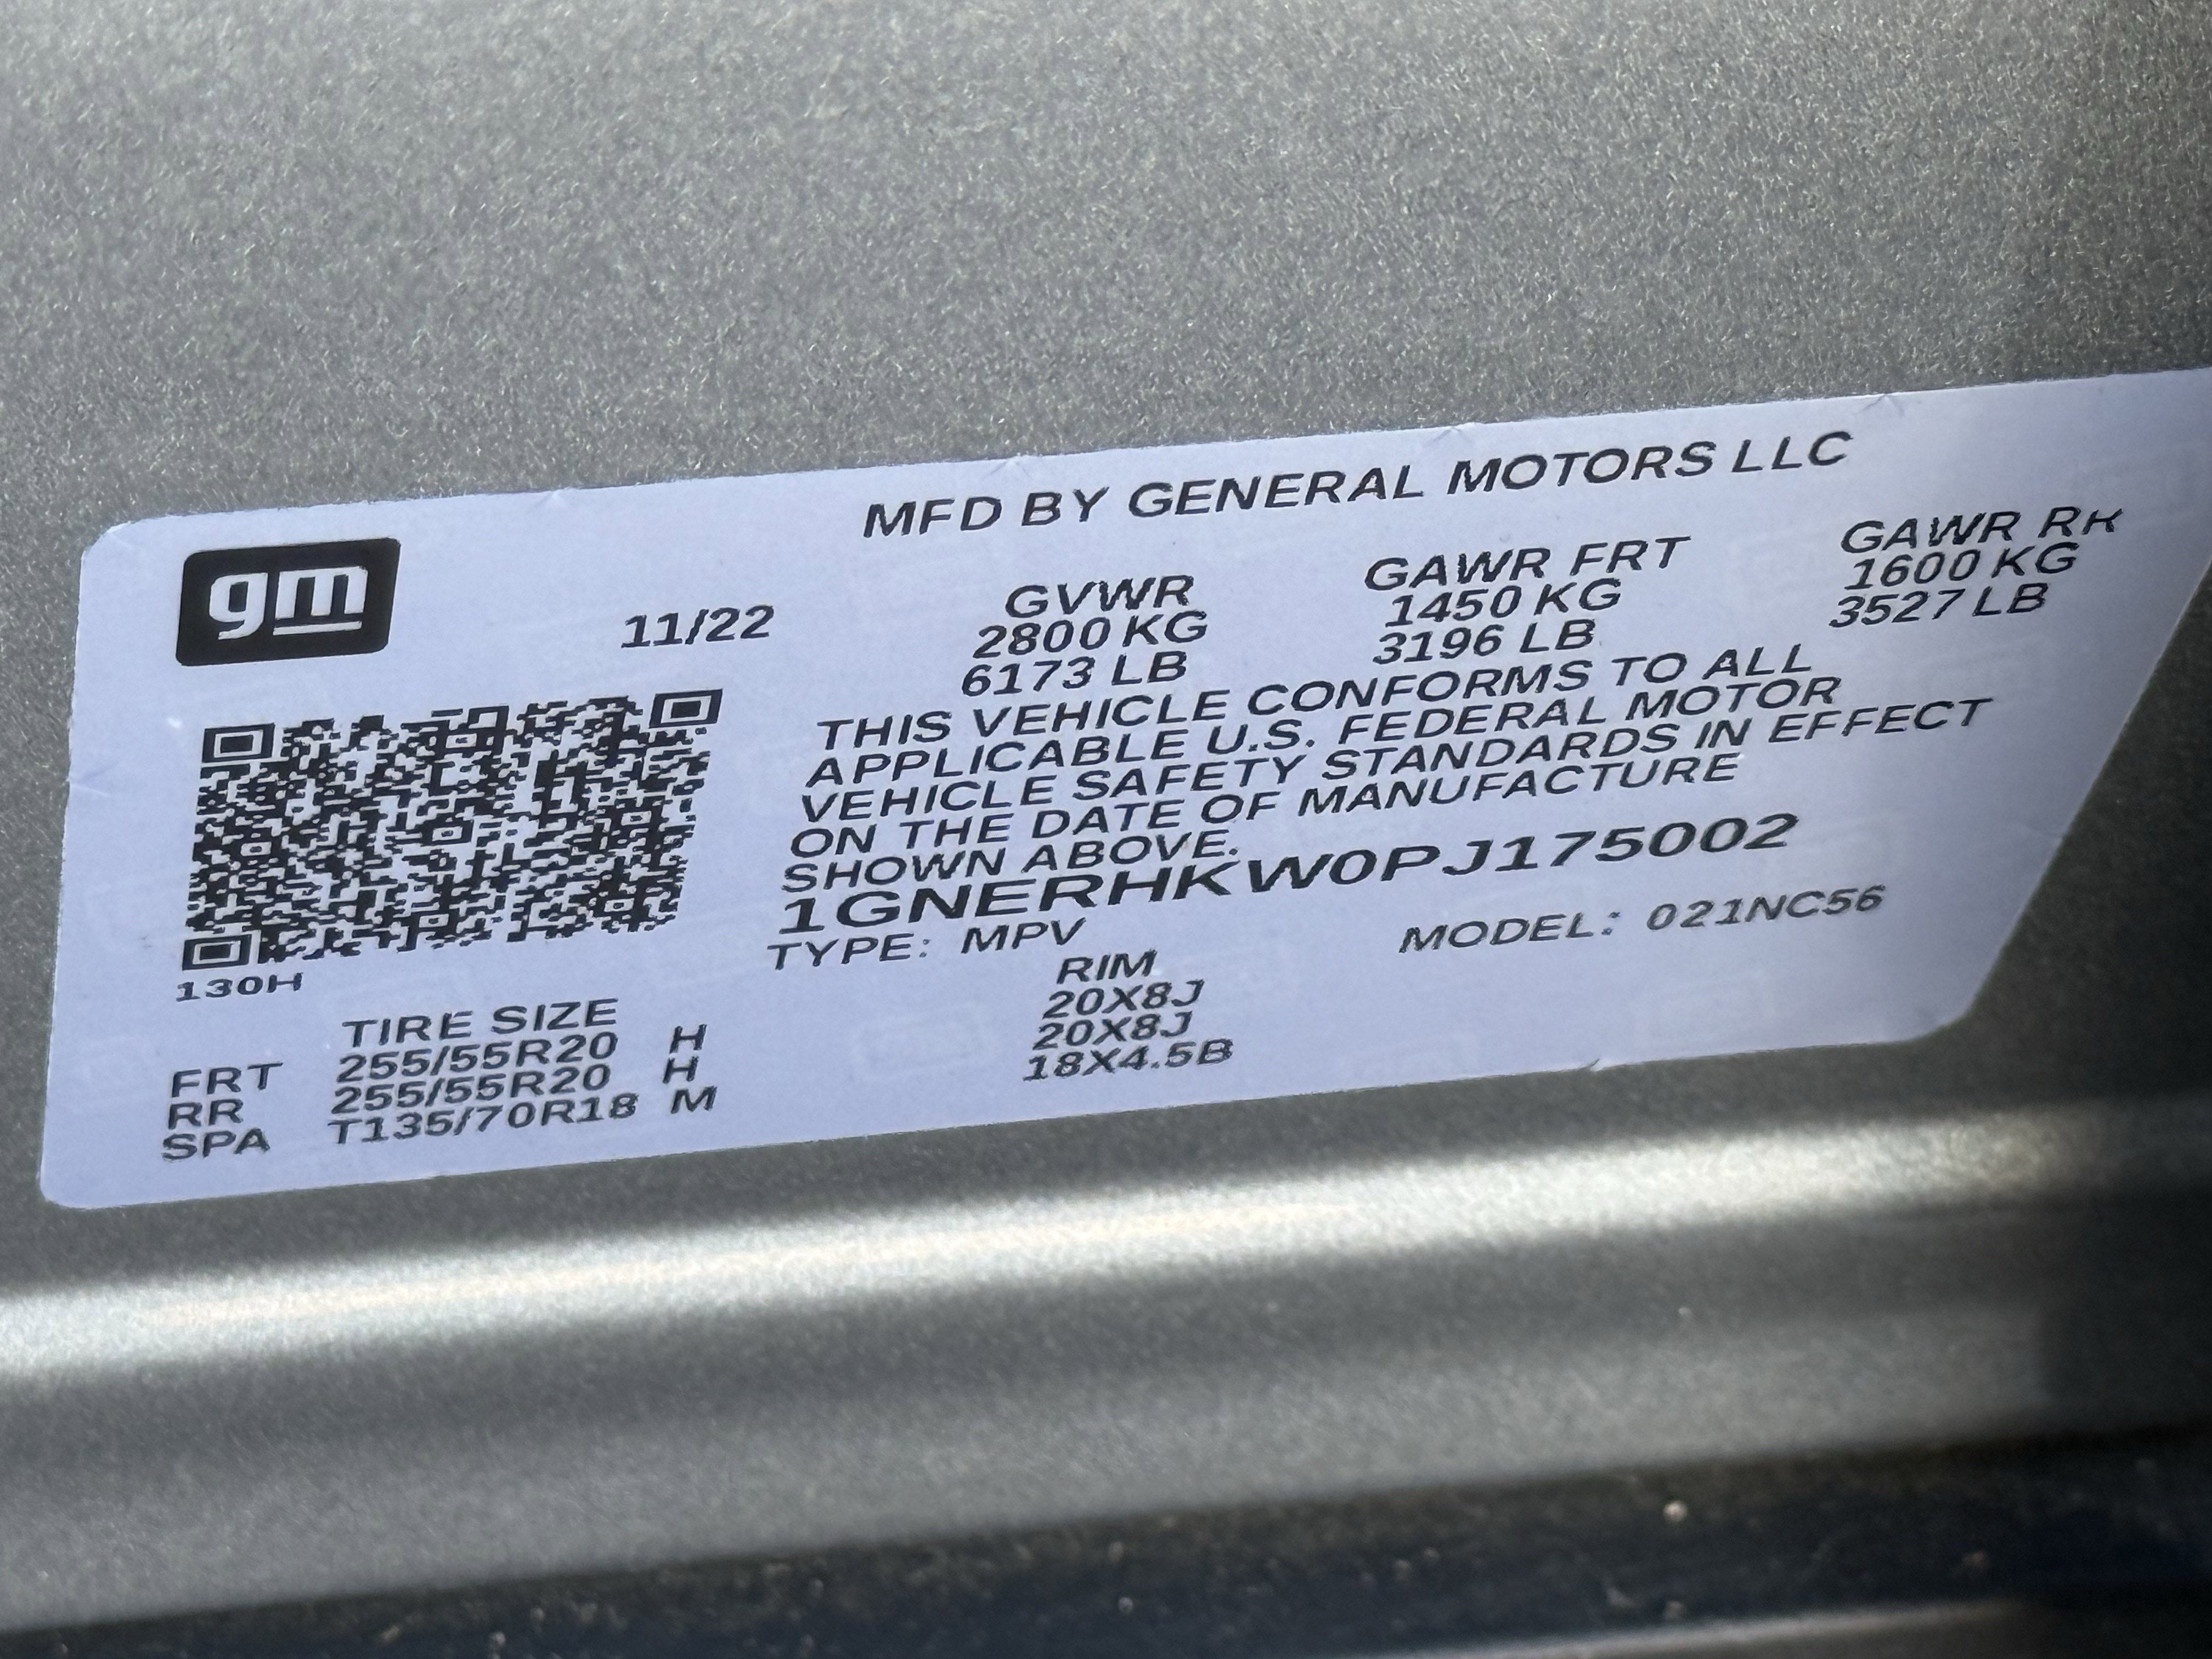 MFD BY GENERAL MOTORS LLC
gm
11/22
GVWR GAWR FRT GAWR RR
2800 KG 1450 KG 1600 KG
6173 LB 3196 LB 3527 LB
THIS VEHICLE CONFORMS TO ALL
APPLICABLE U.S. FEDERAL MOTOR
VEHICLE SAFETY STANDARDS IN EFFECT
ON THE DATE OF MANUFACTURE
SHOWN ABOVE.
1GNERHKW0PJ175002
TYPE: MPV MODEL: 021NC56
130H
TIRE SIZE RIM
FRT 255/55R20 H 20X8J
RR 255/55R20 H 20X8J
SPA T135/70R18 M 18X4.5B